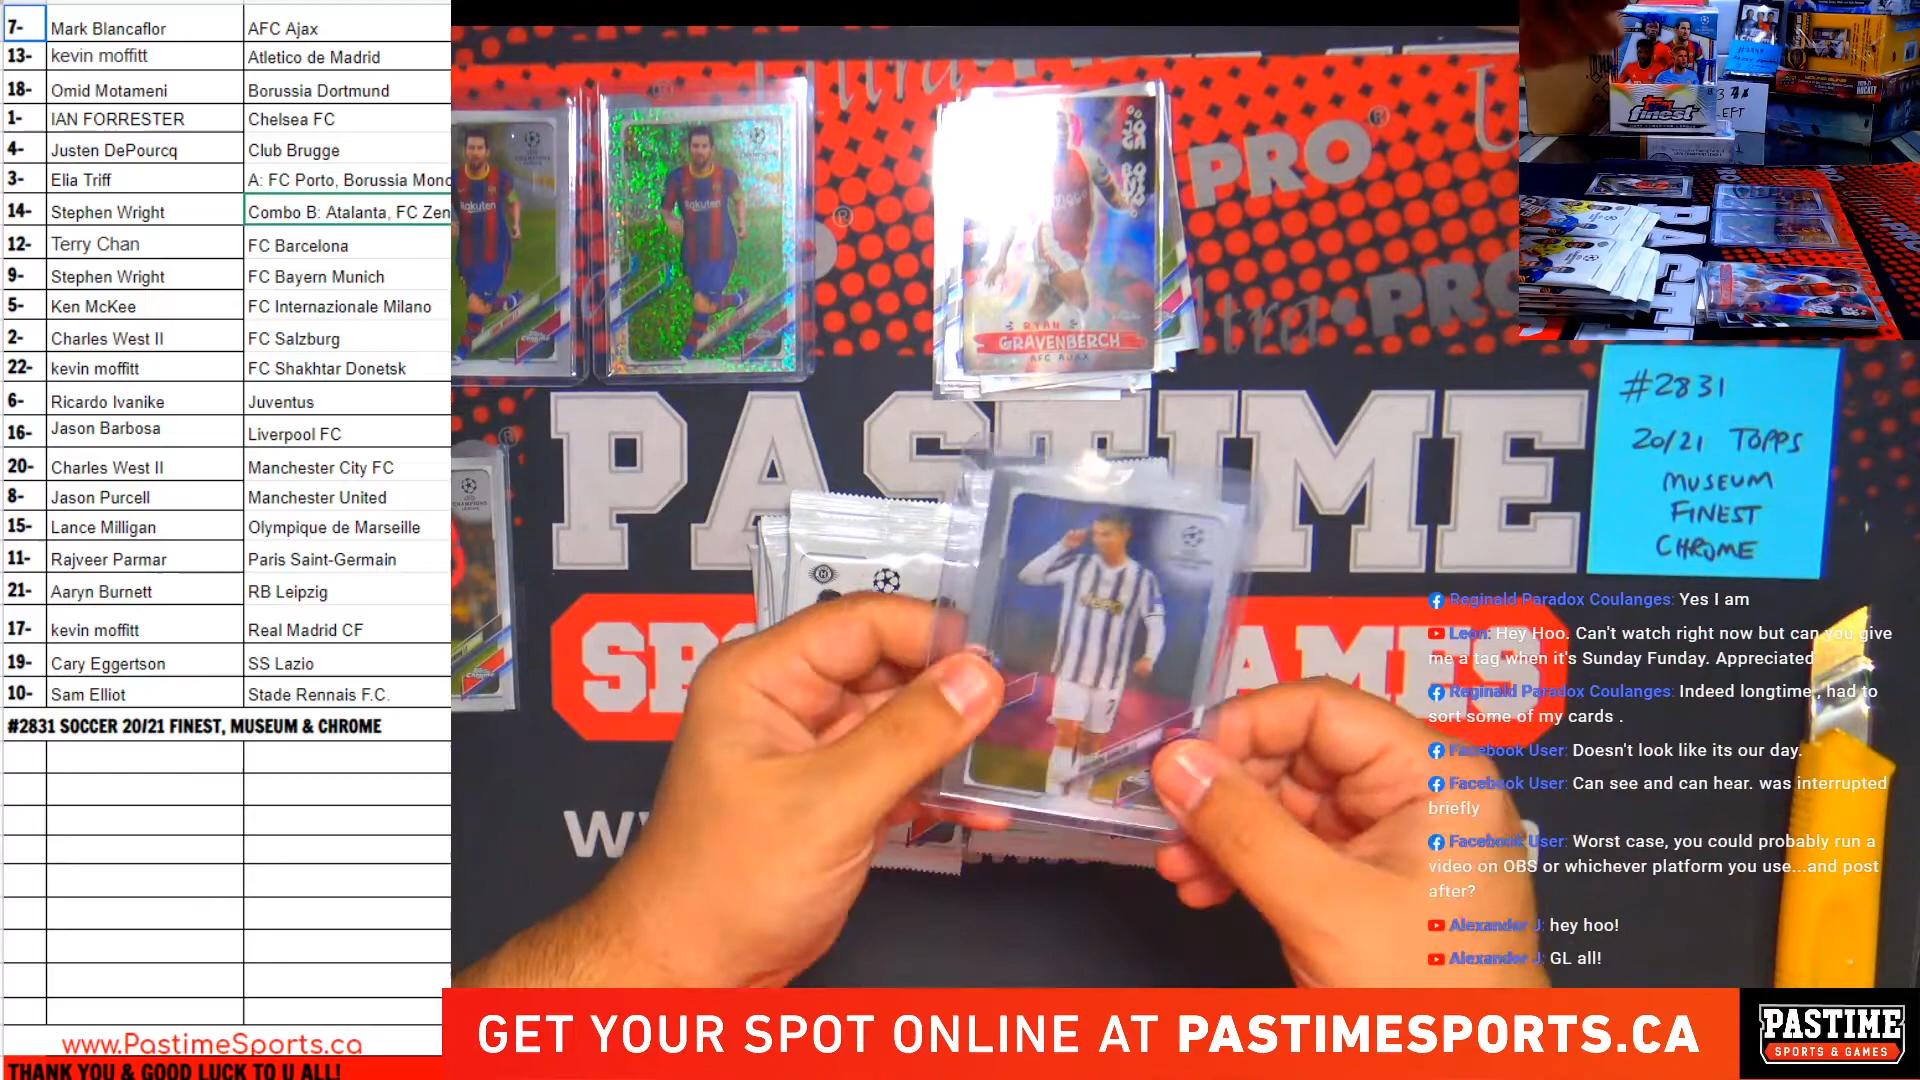 7- Mark Blancaflor AFC Ajax
13- kevin moffitt Atletico de Madrid
18- Omid Motameni Borussia Dortmund
1- IAN FORRESTER Chelsea FC
4- Justen DePourcq Club Brugge
3- Elia Triff A: FC Porto, Borussia Monc
14- Stephen Wright Combo B: Atalanta, FC Zen
12- Terry Chan FC Barcelona
9- Stephen Wright FC Bayern Munich
5- Ken McKee FC Internazionale Milano
2- Charles West II FC Salzburg
22- kevin moffitt FC Shakhtar Donetsk
6- Ricardo Ivanike Juventus
16- Jason Barbosa Liverpool FC
20- Charles West II Manchester City FC
8- Jason Purcell Manchester United
15- Lance Milligan Olympique de Marseille
11- Rajveer Parmar Paris Saint-Germain
21- Aaryn Burnett RB Leipzig
17- kevin moffitt Real Madrid CF
19- Cary Eggertson SS Lazio
10- Sam Elliot Stade Rennais F.C.
#2831 SOCCER 20/21 FINEST, MUSEUM & CHROME
www.PastimeSports.ca
THANK YOU & GOOD LUCK TO U ALL!
Rakuten
RYAN
GRAVENBERCH
AFC AJAX
PRO
PASTIME
AMES
finest
LEFT
#2831
20/21 TOPPS
MUSEUM
FINEST
CHROME
Reginald Paradox Coulanges: Yes I am
Leon: Hey Hoo. Can't watch right now but can you give
me a tag when it's Sunday Funday. Appreciated
Reginald Paradox Coulanges: Indeed longtime , had to
sort some of my cards .
Facebook User: Doesn't look like its our day.
Facebook User: Can see and can hear. was interrupted
briefly
Facebook User: Worst case, you could probably run a
video on OBS or whichever platform you use...and post
after?
Alexander J: hey hoo!
Alexander J: GL all!
GET YOUR SPOT ONLINE AT PASTIMESPORTS.CA
PASTIME
SPORTS & GAMES